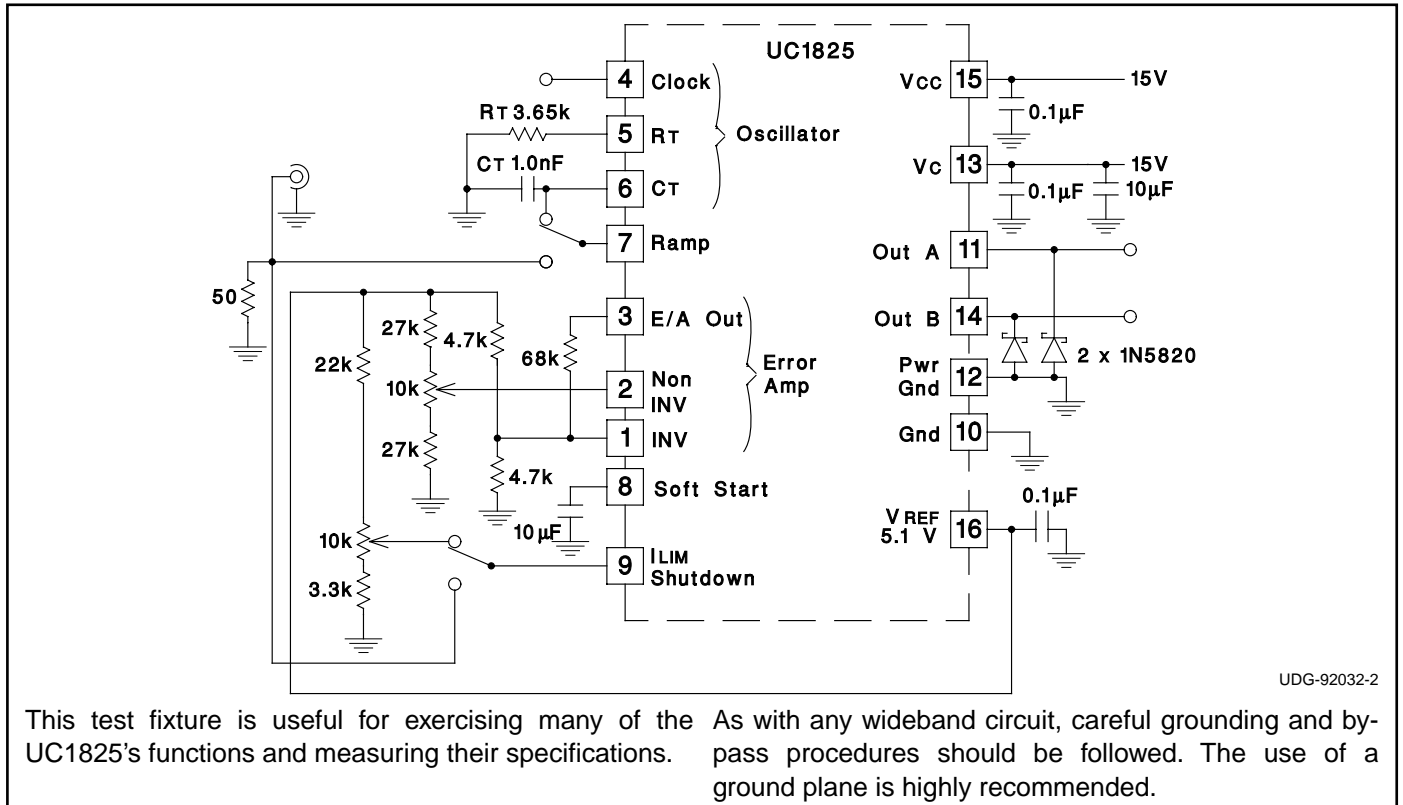 UC1825
4 Clock
RT 3.65k
5 RT
Oscillator
CT 1.0nF
6 CT
7 Ramp
50
27k
4.7k
22k
68k
10k
27k
4.7k
3 E/A Out
2 Non INV
1 INV
Error
Amp
8 Soft Start
10µF
10k
3.3k
9 ILIM
Shutdown
VCC 15 15V
0.1µF
VC 13 15V
0.1µF 10µF
Out A 11
Out B 14
2 x 1N5820
Pwr
Gnd 12
Gnd 10
0.1µF
VREF
5.1 V 16
UDG-92032-2
This test fixture is useful for exercising many of the
UC1825's functions and measuring their specifications.
As with any wideband circuit, careful grounding and by-
pass procedures should be followed. The use of a
ground plane is highly recommended.